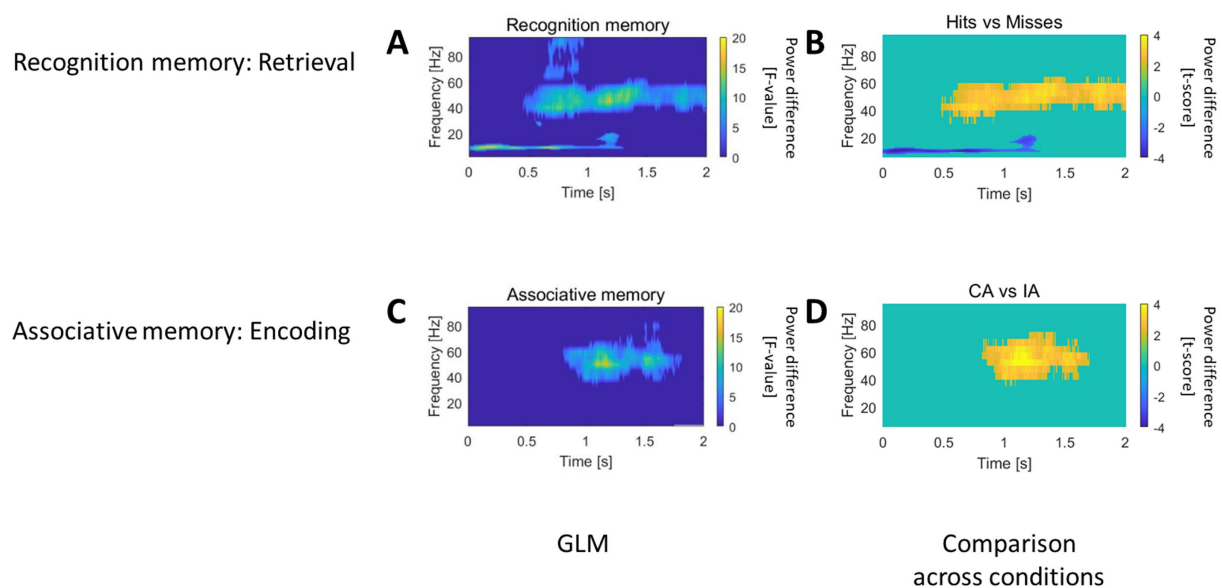 Recognition memory: Retrieval
A
Recognition memory
Frequency [Hz]
80
60
40
20
0
0.5
1
1.5
2
Time [s]
20
15
10
5
0
Power difference
[F-value]
B
Hits vs Misses
Frequency [Hz]
80
60
40
20
0
0.5
1
1.5
2
Time [s]
4
2
0
-2
-4
Power difference
[t-score]
Associative memory: Encoding
C
Associative memory
Frequency [Hz]
80
60
40
20
0
0.5
1
1.5
2
Time [s]
20
15
10
5
0
Power difference
[F-value]
D
CA vs IA
Frequency [Hz]
80
60
40
20
0
0.5
1
1.5
2
Time [s]
4
2
0
-2
-4
Power difference
[t-score]
GLM
Comparison
across conditions